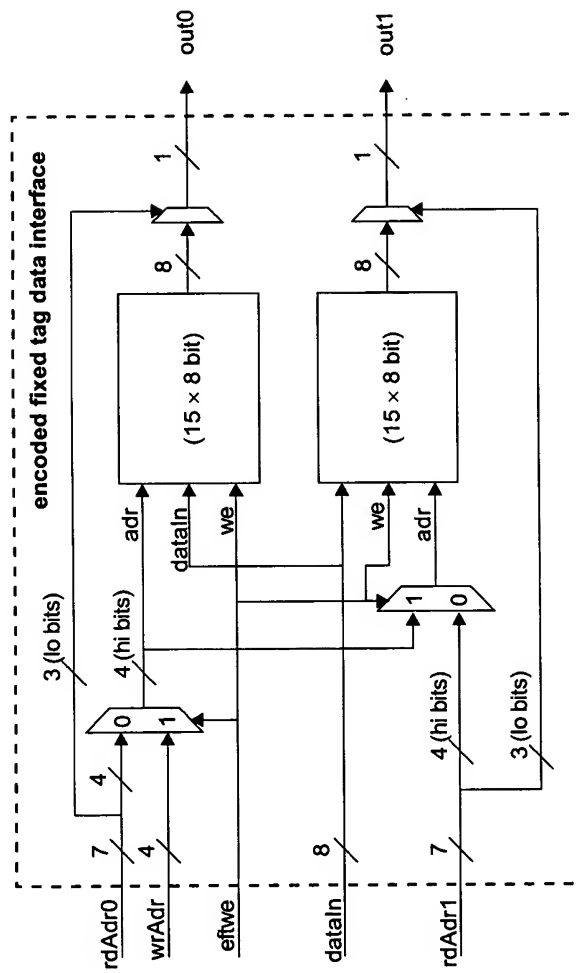 encoded fixed tag data interface
rdAdr0
7
4
3 (lo bits)
wrAdr
4
0
1
4 (hi bits)
adr
dataIn
we
(15 × 8 bit)
8
1
out0
eftwe
dataIn
8
we
adr
1
0
(15 × 8 bit)
8
1
out1
rdAdr1
7
4 (hi bits)
3 (lo bits)